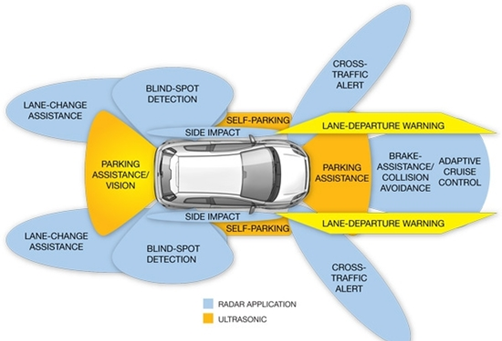 CROSS-
TRAFFIC
ALERT
BLIND-SPOT
DETECTION
LANE-CHANGE
ASSISTANCE
SELF-PARKING
LANE-DEPARTURE WARNING
SIDE IMPACT
PARKING
ASSISTANCE/
VISION
PARKING
ASSISTANCE
BRAKE-
ASSISTANCE/
COLLISION
AVOIDANCE
ADAPTIVE
CRUISE
CONTROL
SIDE IMPACT
LANE-DEPARTURE WARNING
SELF-PARKING
LANE-CHANGE
ASSISTANCE
BLIND-SPOT
DETECTION
CROSS-
TRAFFIC
ALERT
RADAR APPLICATION
ULTRASONIC